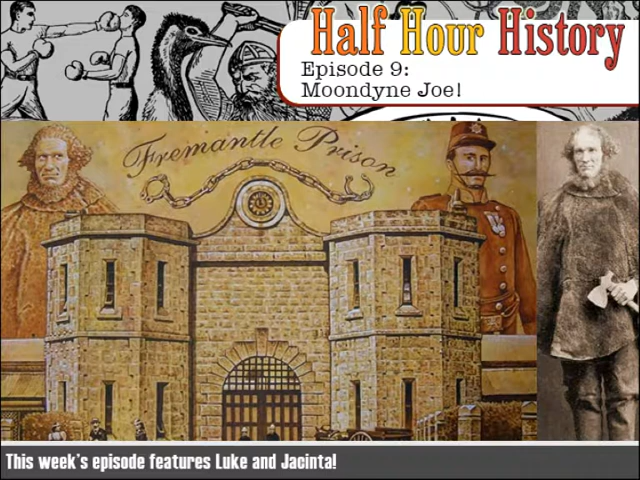 Half Hour History
Episode 9:
Moondyne Joe!
Fremantle Prison
This week's episode features Luke and Jacinta!